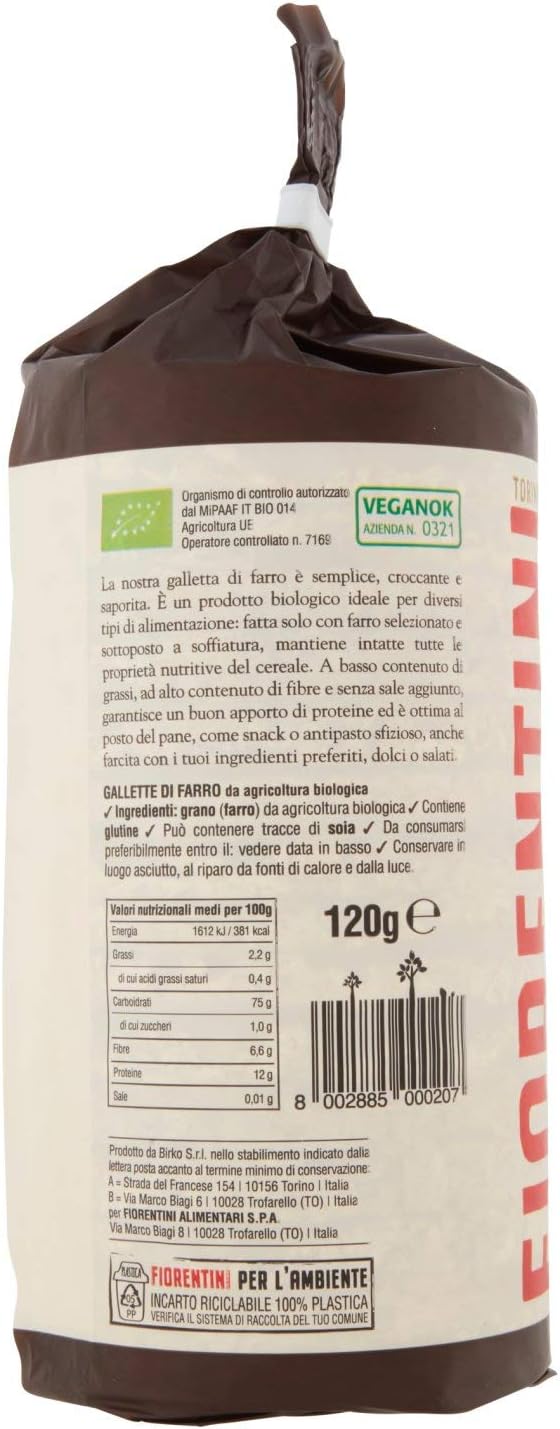 Organismo di controllo autorizzato
dal MiPAAF IT BIO 014
Agricoltura UE
Operatore controllato n. 7169
VEGANOK
AZIENDA N. 0321
TORIN
FIORENTINI
La nostra galletta di farro è semplice, croccante e
saporita. È un prodotto biologico ideale per diversi
tipi di alimentazione: fatta solo con farro selezionato e
sottoposto a soffiatura, mantiene intatte tutte le
proprietà nutritive del cereale. A basso contenuto di
grassi, ad alto contenuto di fibre e senza sale aggiunto,
garantisce un buon apporto di proteine ed è ottima al
posto del pane, come snack o antipasto sfizioso, anche
farcita con i tuoi ingredienti preferiti, dolci o salati.
GALLETTE DI FARRO da agricoltura biologica
✓ Ingredienti: grano (farro) da agricoltura biologica ✓ Contiene
glutine ✓ Può contenere tracce di soia ✓ Da consumarsi
preferibilmente entro il: vedere data in basso ✓ Conservare in
luogo asciutto, al riparo da fonti di calore e dalla luce.
Valori nutrizionali medi per 100g
Energia 1612 kJ / 381 kcal
Grassi 2,2 g
di cui acidi grassi saturi 0,4 g
Carboidrati 75 g
di cui zuccheri 1,0 g
Fibre 6,6 g
Proteine 12 g
Sale 0,01 g
120g ℮
8 002885 000207
Prodotto da Birko S.r.l. nello stabilimento indicato dalla
lettera posta accanto al termine minimo di conservazione:
A = Strada del Francese 154 | 10156 Torino | Italia
B = Via Marco Biagi 6 | 10028 Trofarello (TO) | Italia
per FIORENTINI ALIMENTARI S.P.A.
Via Marco Biagi 8 | 10028 Trofarello (TO) | Italia
PLASTICA
05
PP
FIORENTINI PER L'AMBIENTE
INCARTO RICICLABILE 100% PLASTICA
VERIFICA IL SISTEMA DI RACCOLTA DEL TUO COMUNE